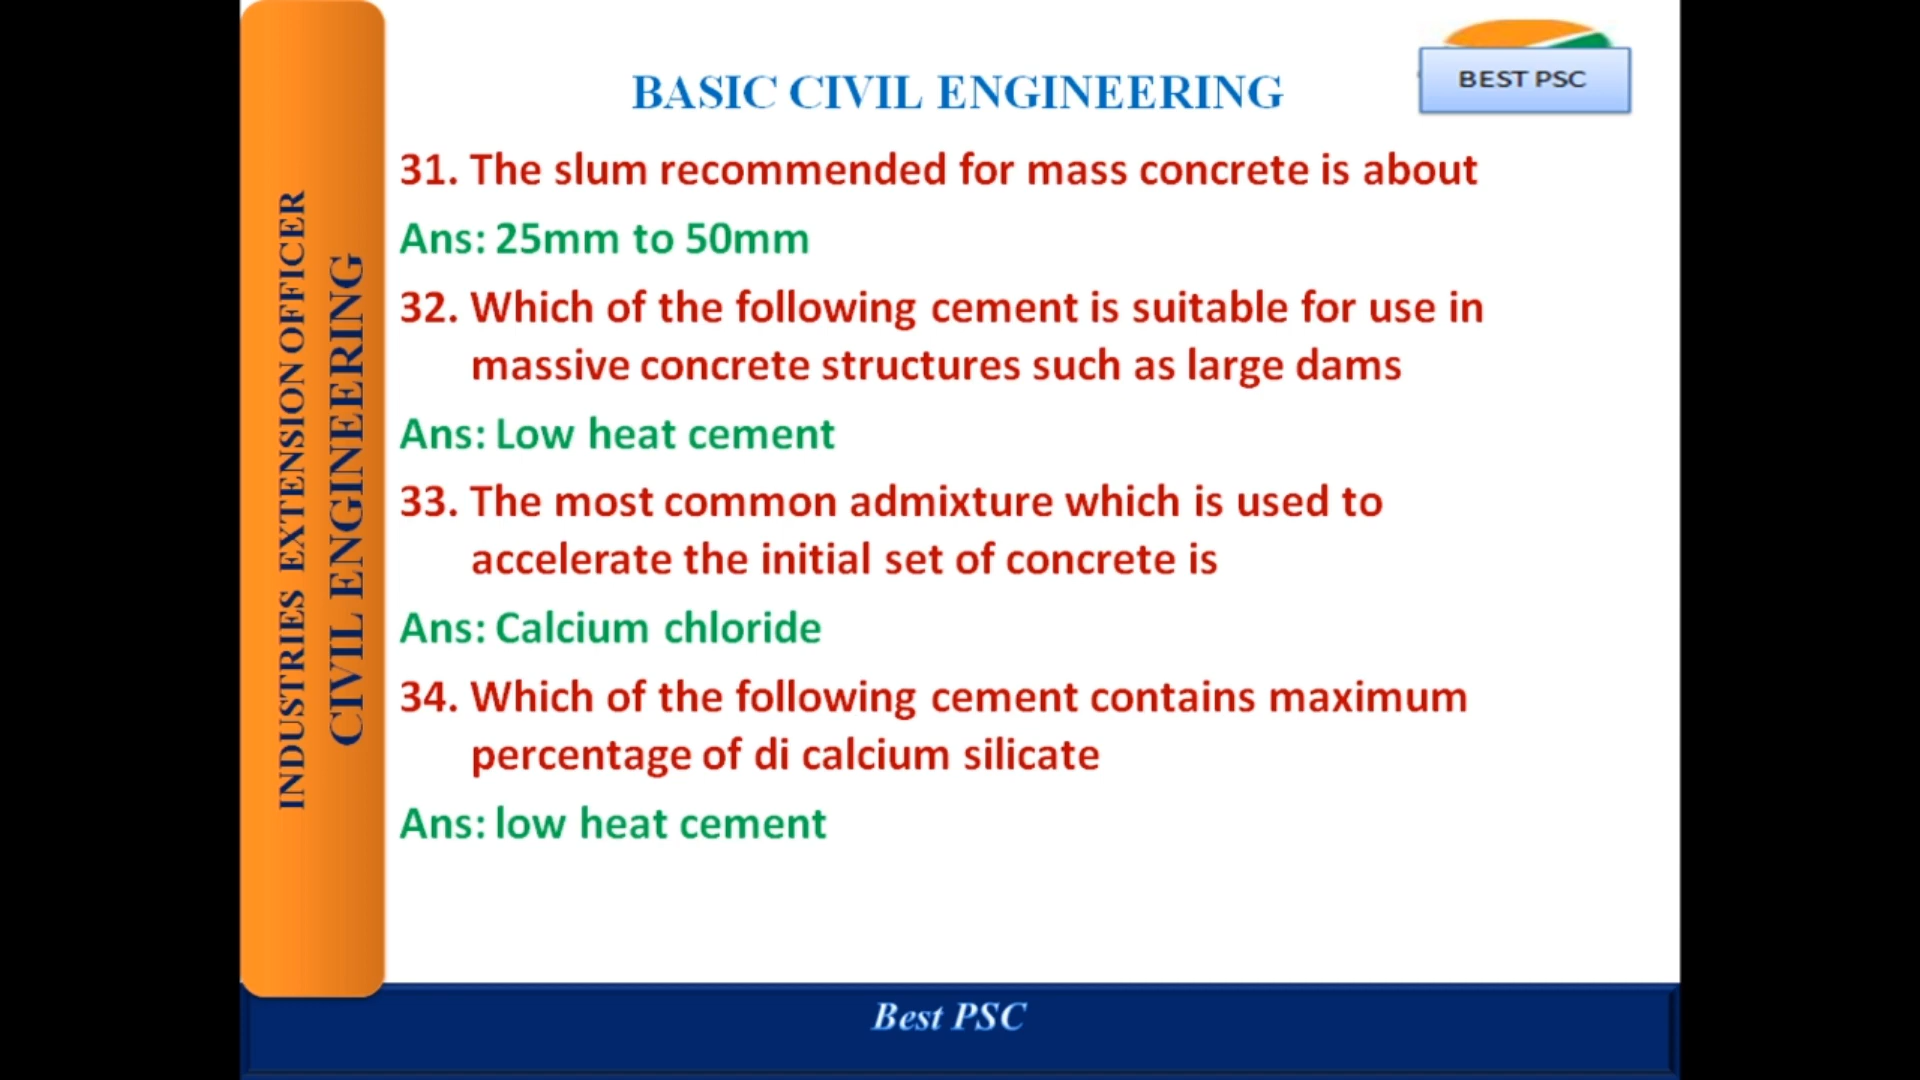 BASIC CIVIL ENGINEERING
BEST PSC
INDUSTRIES EXTENSION OFFICER
CIVIL ENGINEERING
31. The slum recommended for mass concrete is about
Ans: 25mm to 50mm
32. Which of the following cement is suitable for use in
massive concrete structures such as large dams
Ans: Low heat cement
33. The most common admixture which is used to
accelerate the initial set of concrete is
Ans: Calcium chloride
34. Which of the following cement contains maximum
percentage of di calcium silicate
Ans: low heat cement
Best PSC